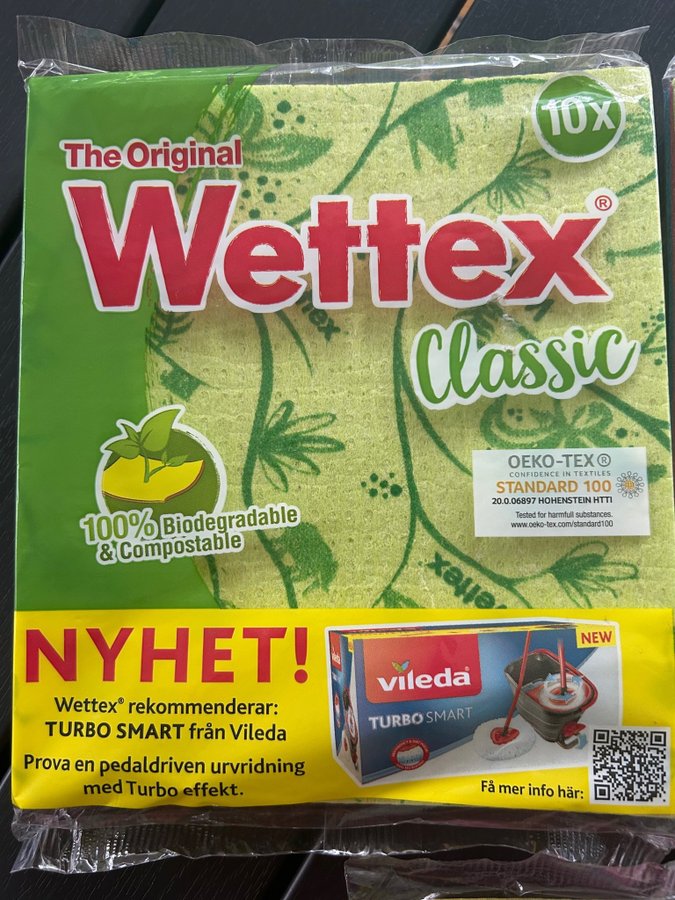 10x
The Original
Wettex®
Classic
OEKO-TEX®
CONFIDENCE IN TEXTILES
STANDARD 100
20.0.06897 HOHENSTEIN HTTI
Tested for harmfull substances.
www.oeko-tex.com/standard100
100% Biodegradable
& Compostable
Wettex
NYHET!
Wettex® rekommenderar:
TURBO SMART från Vileda
Prova en pedaldriven urvridning
med Turbo effekt.
NEW
vileda
TURBO SMART
Få mer info här: